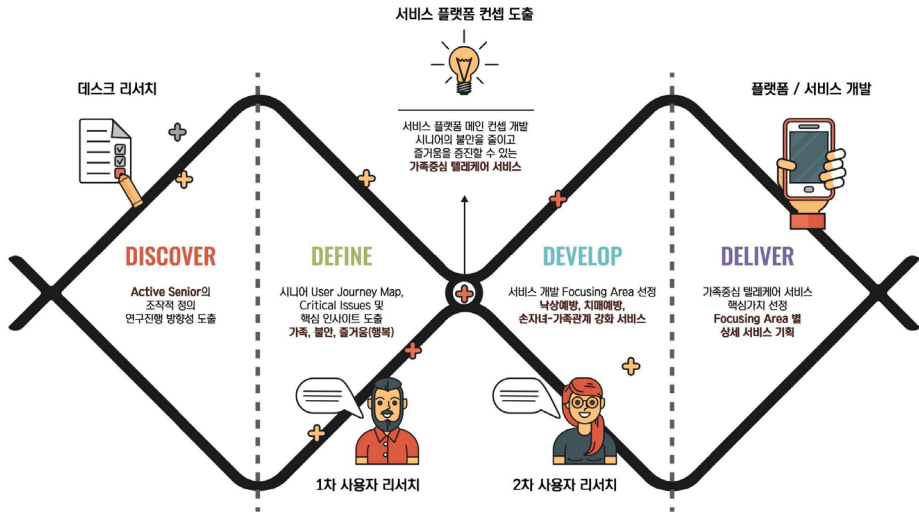 서비스 플랫폼 컨셉 도출
데스크 리서치
플랫폼 / 서비스 개발
서비스 플랫폼 메인 컨셉 개발
시니어의 불안을 줄이고
즐거움을 증진할 수 있는
가족중심 텔레케어 서비스
DISCOVER
Active Senior의
조작적 정의
연구진행 방향성 도출
DEFINE
시니어 User Journey Map,
Critical Issues 및
핵심 인사이트 도출
가족, 불안, 즐거움(행복)
DEVELOP
서비스 개발 Focusing Area 선정
낙상예방, 치매예방,
손자녀-가족관계 강화 서비스
DELIVER
가족중심 텔레케어 서비스
핵심가치 선정
Focusing Area 별
상세 서비스 기획
1차 사용자 리서치
2차 사용자 리서치